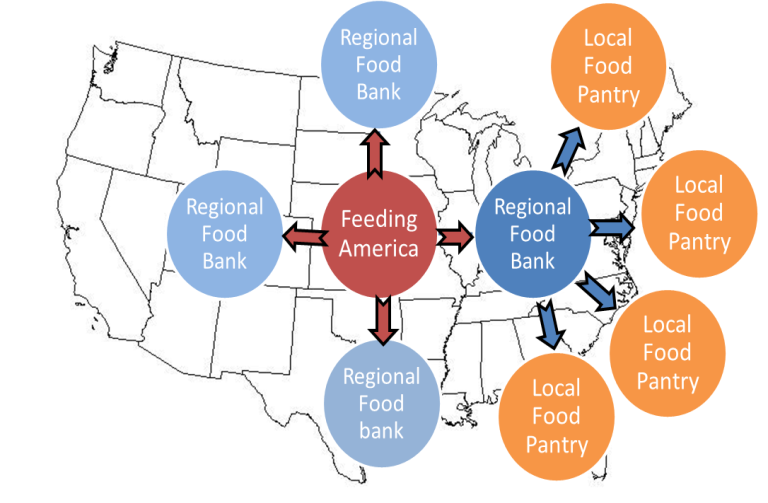 Regional
Food
Bank
Local
Food
Pantry
Regional
Food
Bank
Feeding
America
Regional
Food
Bank
Local
Food
Pantry
Regional
Food
bank
Local
Food
Pantry
Local
Food
Pantry